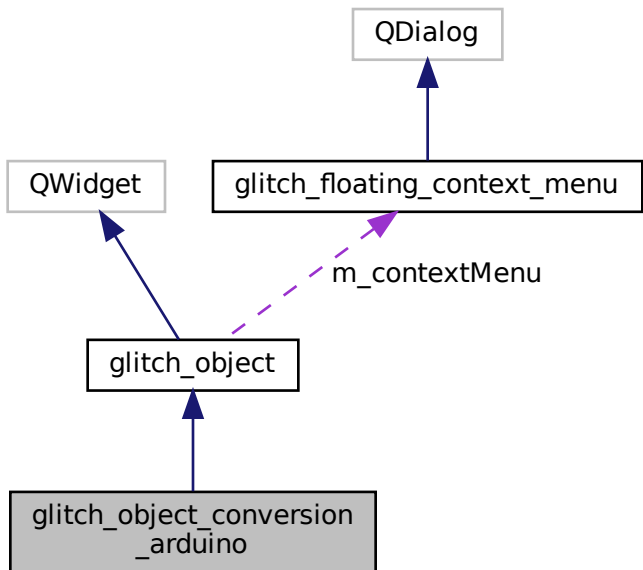 QDialog
QWidget
glitch_floating_context_menu
m_contextMenu
glitch_object
glitch_object_conversion
_arduino